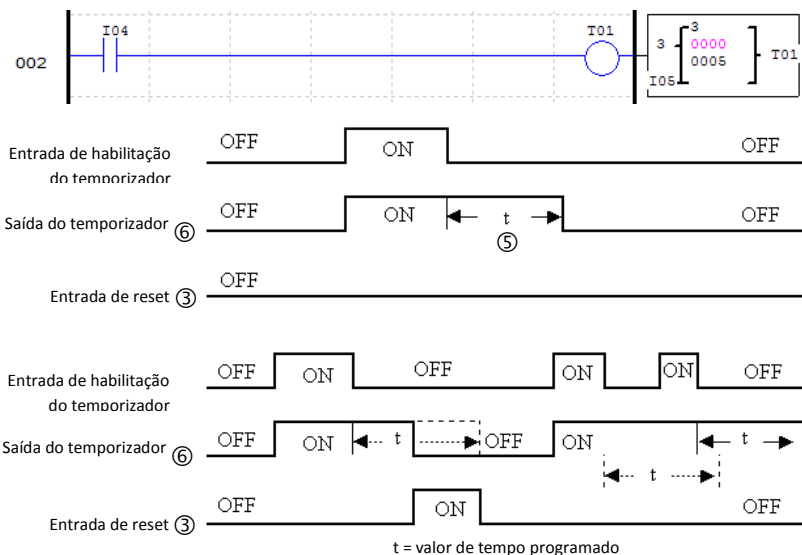 I04 T01
002
3 3 0000 0005 T01
I05
OFF ON OFF
Entrada de habilitação
do temporizador
OFF ON t OFF
Saída do temporizador ⑥
⑤
OFF
Entrada de reset ③
OFF ON OFF ON ON OFF
Entrada de habilitação
do temporizador
OFF ON t OFF ON t
Saída do temporizador ⑥
t
OFF ON OFF
Entrada de reset ③
t = valor de tempo programado